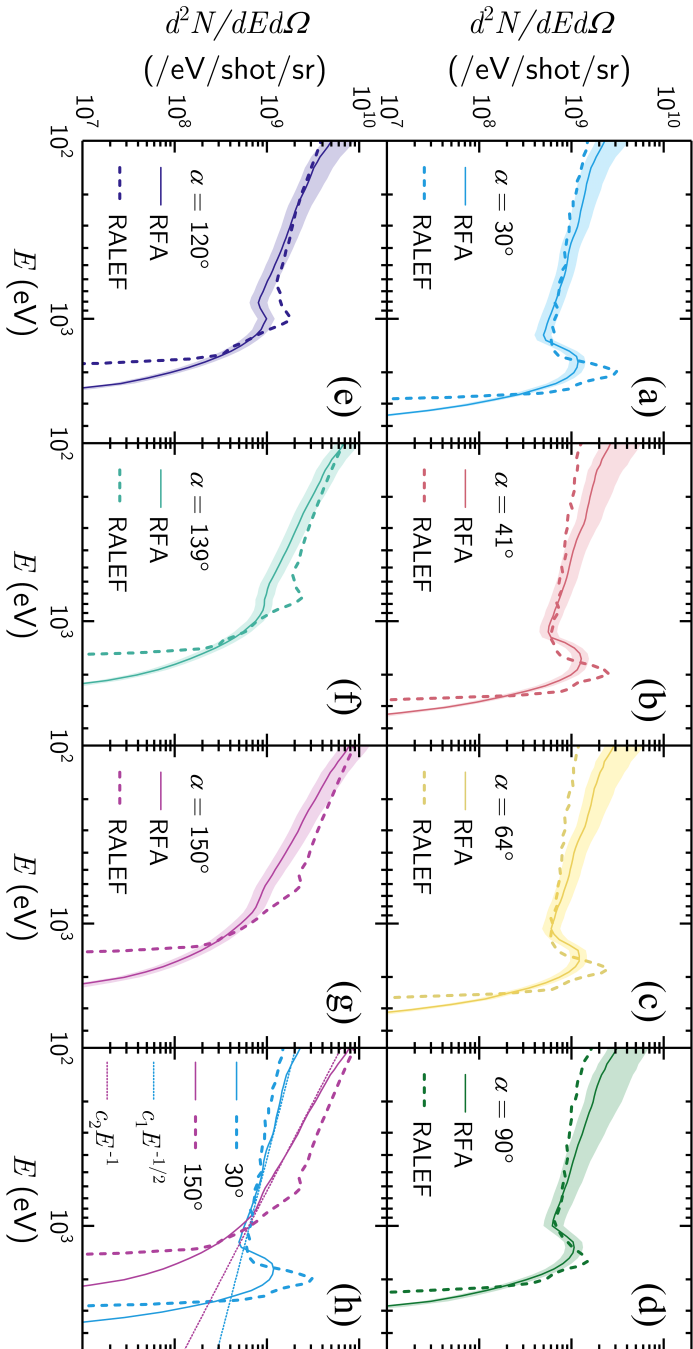 d²N/dEdΩ
(/eV/shot/sr)
10⁷ 10⁸ 10⁹ 10¹⁰
(a)
α = 30°
RFA
RALEF
(b)
α = 41°
RFA
RALEF
(c)
α = 64°
RFA
RALEF
(d)
α = 90°
RFA
RALEF
d²N/dEdΩ
(/eV/shot/sr)
10⁷ 10⁸ 10⁹ 10¹⁰
(e)
α = 120°
RFA
RALEF
10² 10³
E (eV)
(f)
α = 139°
RFA
RALEF
10² 10³
E (eV)
(g)
α = 150°
RFA
RALEF
10² 10³
E (eV)
(h)
30°
150°
c₁E⁻¹/²
c₂E⁻¹
10² 10³
E (eV)